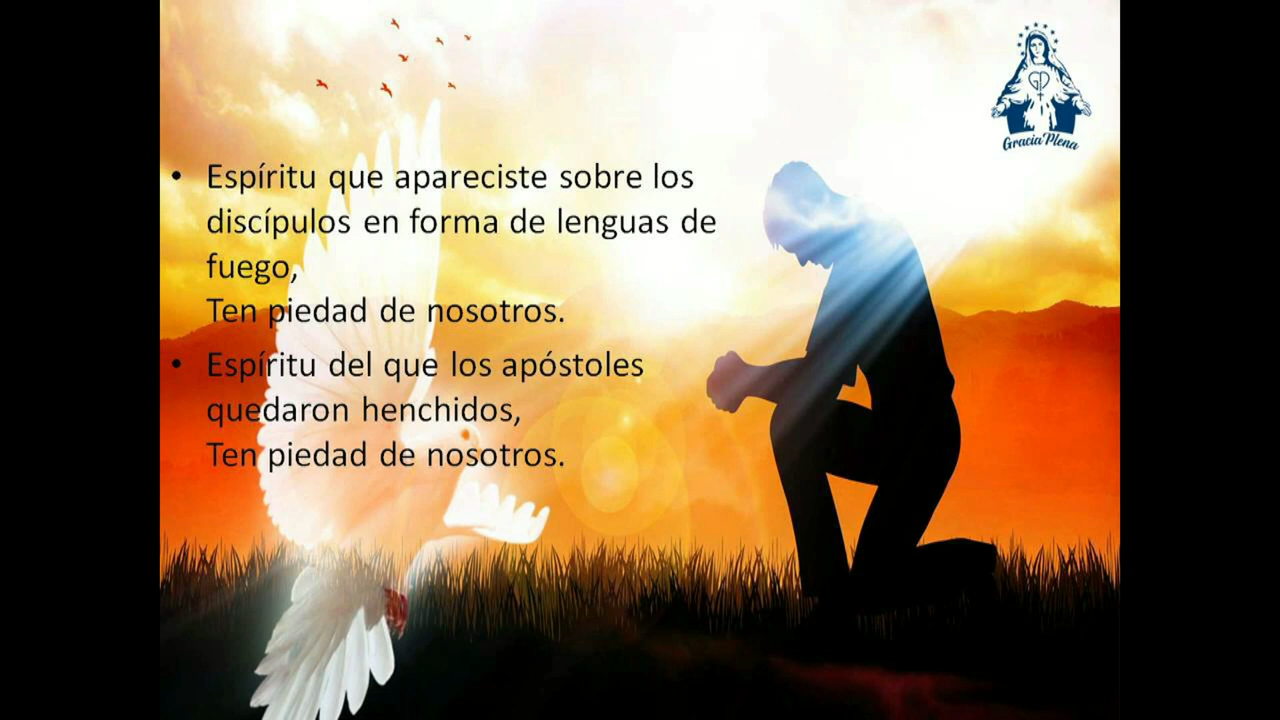 Gracia Plena
• Espíritu que apareciste sobre los
discípulos en forma de lenguas de
fuego,
Ten piedad de nosotros.
• Espíritu del que los apóstoles
quedaron henchidos,
Ten piedad de nosotros.